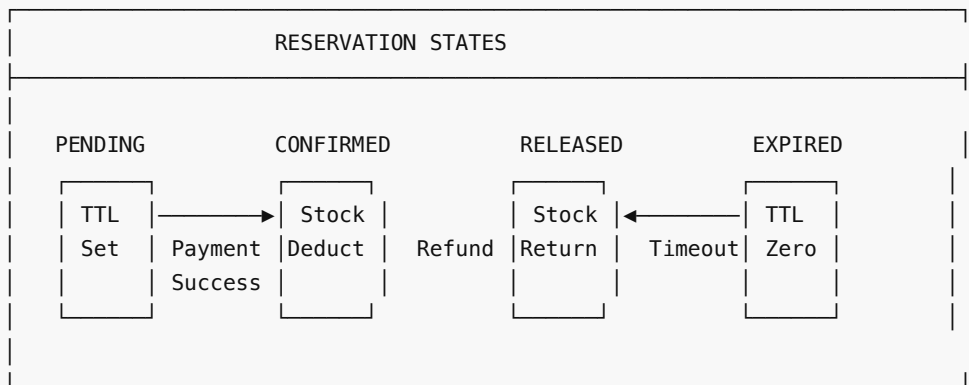 RESERVATION STATES
PENDING CONFIRMED RELEASED EXPIRED
TTL Stock Stock TTL
Set Payment Deduct Refund Return Timeout Zero
Success